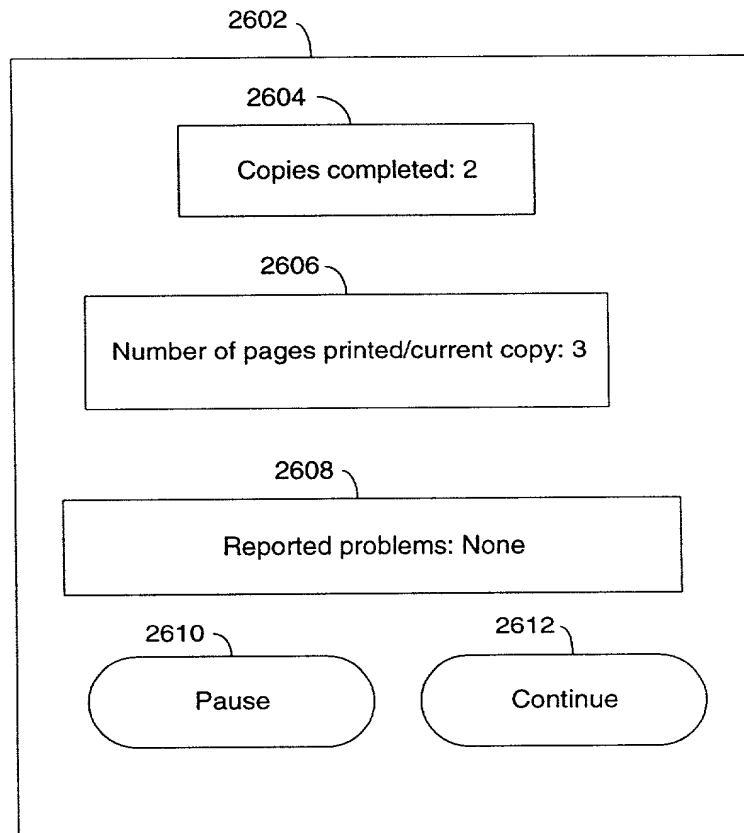 2602
2604
Copies completed: 2
2606
Number of pages printed/current copy: 3
2608
Reported problems: None
2610
2612
Pause
Continue